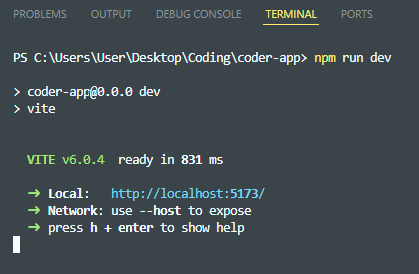 PROBLEMS OUTPUT DEBUG CONSOLE TERMINAL PORTS
PS C:\Users\User\Desktop\Coding\coder-app> npm run dev
> coder-app@0.0.0 dev
> vite
VITE v6.0.4 ready in 831 ms
➜ Local: http://localhost:5173/
➜ Network: use --host to expose
➜ press h + enter to show help